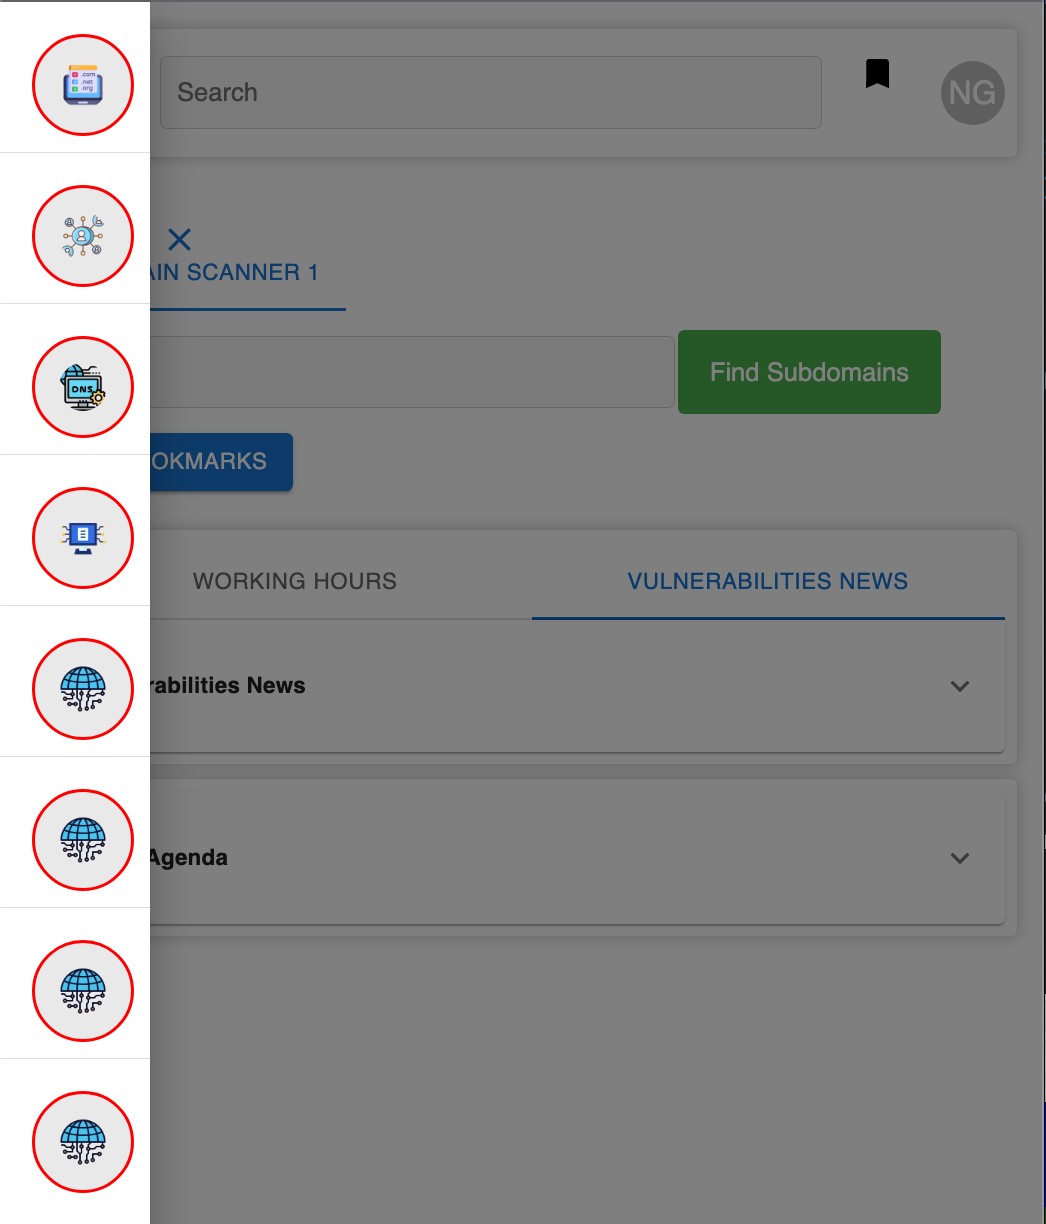 .com
.net
.org
Search
NG
AIN SCANNER 1
Find Subdomains
DNS
OKMARKS
WORKING HOURS
VULNERABILITIES NEWS
rabilities News
Agenda